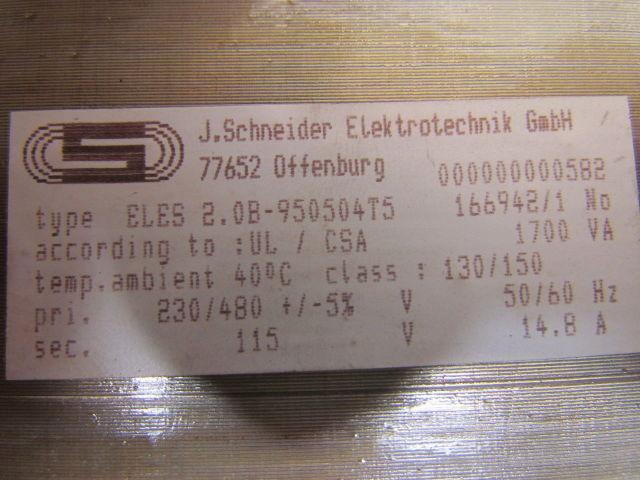 J.Schneider Elektrotechnik GmbH
77652 Offenburg 000000000582
type ELES 2.0B-950504T5 166942/1 No
according to :UL / CSA 1700 VA
temp.ambient 40ºC class : 130/150
pri. 230/480 +/-5% V 50/60 Hz
sec. 115 V 14.8 A